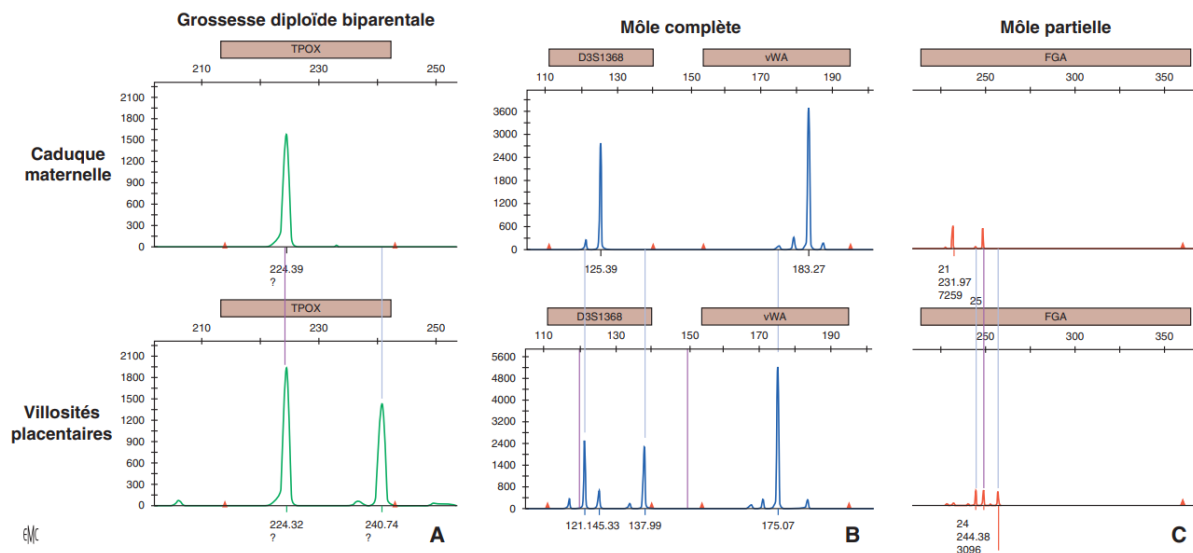 Grossesse diploïde biparentale
Môle complète
Môle partielle
TPOX
D3S1368
vWA
FGA
210 230 250
110 130 150 170 190
250 300 350
2100
1800
1500
1200
900
600
300
0
3600
3000
2400
1800
1200
600
0
Caduque
maternelle
224.39
?
125.39
183.27
21
231.97
7259
25
TPOX
D3S1368
vWA
FGA
210 230 250
110 130 150 170 190
250 300 350
2100
1800
1500
1200
900
600
300
0
5600
4800
4000
3200
2400
1400
800
0
Villosités
placentaires
224.32
?
240.74
?
121.145.33
137.99
175.07
24
244.38
3096
EMC
A
B
C